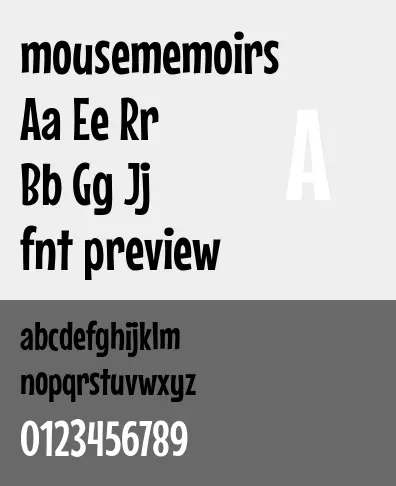 mousememoirs
Aa Ee Rr
A
Bb Gg Jj
fnt preview
abcdefghijklm
nopqrstuvwxyz
0123456789